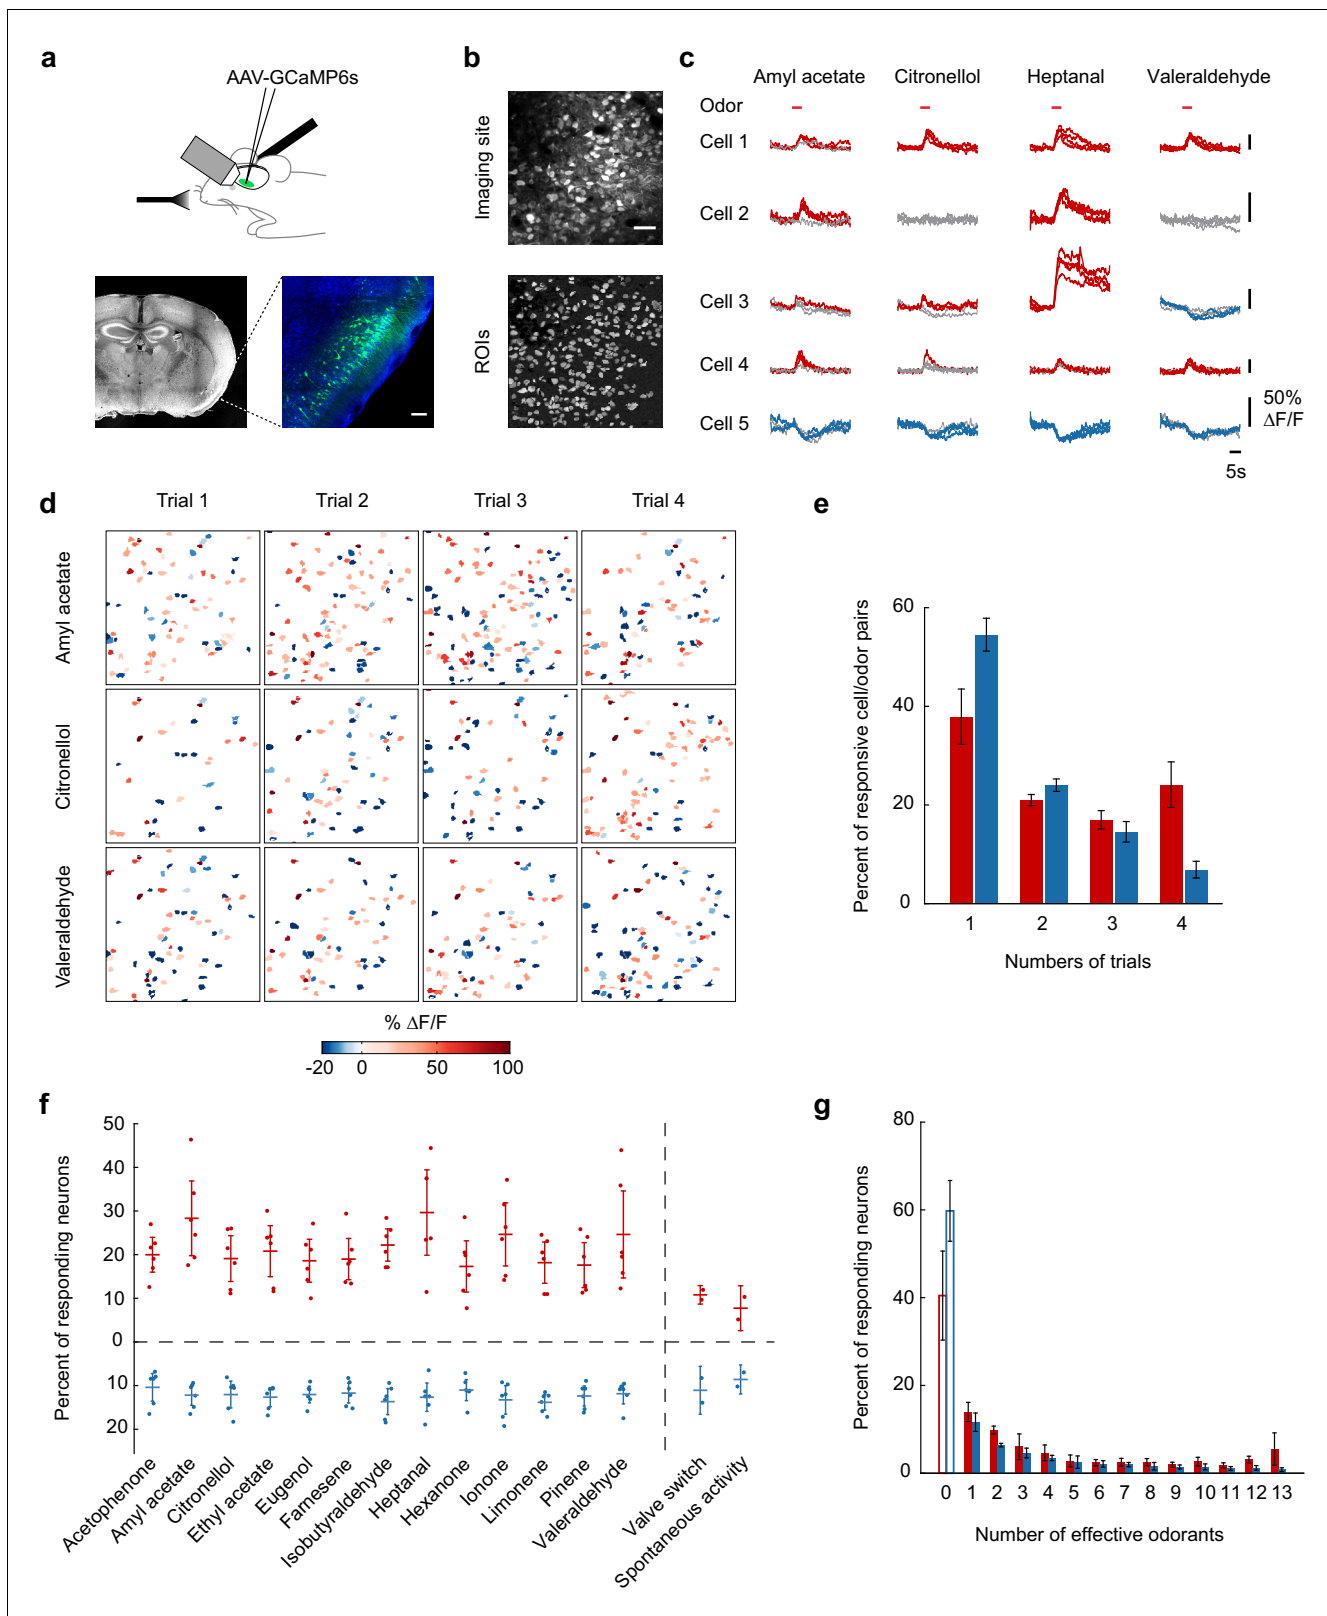 a
AAV-GCaMP6s
b
Imaging site
ROIs
c
Amyl acetate Citronellol Heptanal Valeraldehyde
Odor
Cell 1
Cell 2
Cell 3
Cell 4
Cell 5
50%
ΔF/F
5s
d
Trial 1 Trial 2 Trial 3 Trial 4
Amyl acetate
Citronellol
Valeraldehyde
% ΔF/F
-20 0 50 100
e
Percent of responsive cell/odor pairs
60
40
20
0
1 2 3 4
Numbers of trials
f
Percent of responding neurons
50
40
30
20
10
0
10
20
Acetophenone
Amyl acetate
Citronellol
Ethyl acetate
Eugenol
Farnesene
Isobutyraldehyde
Heptanal
Hexanone
Ionone
Limonene
Pinene
Valeraldehyde
Valve switch
Spontaneous activity
g
Percent of responding neurons
80
60
40
20
0
0 1 2 3 4 5 6 7 8 9 10 11 12 13
Number of effective odorants